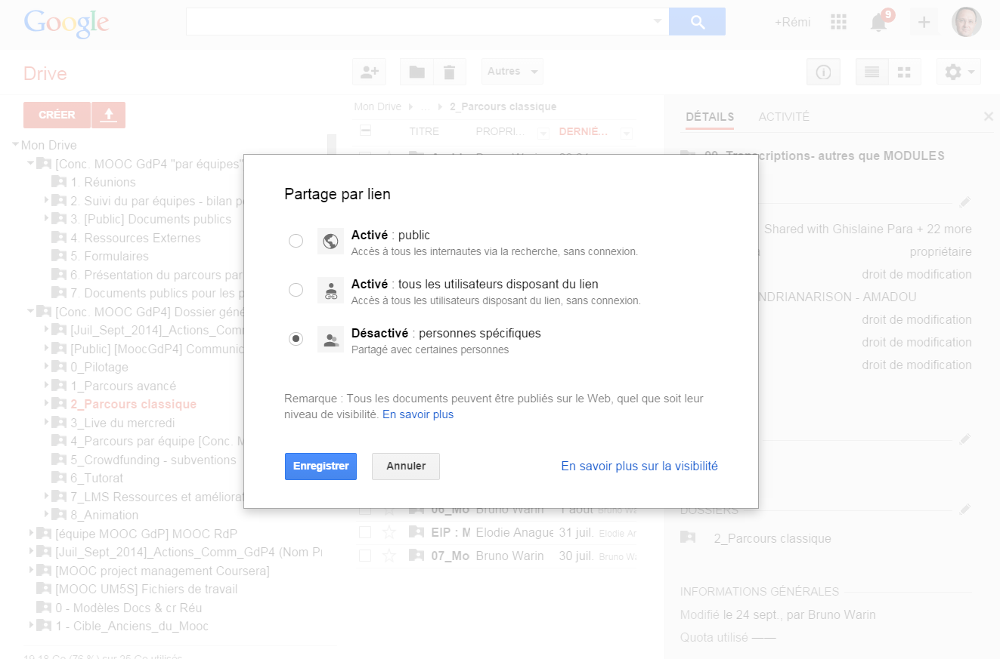 Google
+Rémi
9
Drive
Autres
CRÉER
Mon Drive
[Conc. MOOC GdP4 "par équipes"
1. Réunions
2. Suivi du par équipes - bilan
3. [Public] Documents publics
4. Ressources Externes
5. Formulaires
6. Présentation du parcours par
7. Documents publics pour les
[Conc. MOOC GdP4] Dossier
[Juil_Sept_2014]_Actions_Com
[Public] [MoocGdP4]
0_Pilotage
1_Parcours avancé
2_Parcours classique
3_Live du mercredi
4_Parcours par équipe [Conc.
5_Crowdfunding - subventions
6_Tutorat
7_LMS Ressources et
8_Animation
[équipe MOOC GdP] MOOC RdP
[Juil_Sept_2014]_Actions_Comm_GdP4 (Nom
[MOOC project management Coursera]
[MOOC UM5S] Fichiers de travail
0 - Modèles Docs & cr Réu
1 - Cible_Anciens_du_Mooc
19,18 Go (76 %) sur 25 Go utilisés
Mon Drive ... 2_Parcours classique
TITRE PROPRI... DERNIÈ...
Partage par lien
Activé : public
Accès à tous les internautes via la recherche, sans connexion.
Activé : tous les utilisateurs disposant du lien
Accès à tous les utilisateurs disposant du lien, sans connexion.
Désactivé : personnes spécifiques
Partagé avec certaines personnes
Remarque : Tous les documents peuvent être publiés sur le Web, quel que soit leur
niveau de visibilité. En savoir plus
Enregistrer Annuler En savoir plus sur la visibilité
06_Mo Bruno Warin 1 août Bruno
EIP : M Elodie Anague 31 juil. Elodie
07_Mo Bruno Warin 30 juil. Bruno
DÉTAILS ACTIVITÉ
Transcriptions- autres que MODULES
Shared with Ghislaine Para + 22 more
propriétaire
droit de modification
NDRIANARISON - AMADOU
droit de modification
droit de modification
droit de modification
DOSSIERS
2_Parcours classique
INFORMATIONS GÉNÉRALES
Modifié le 24 sept., par Bruno Warin
Quota utilisé ——